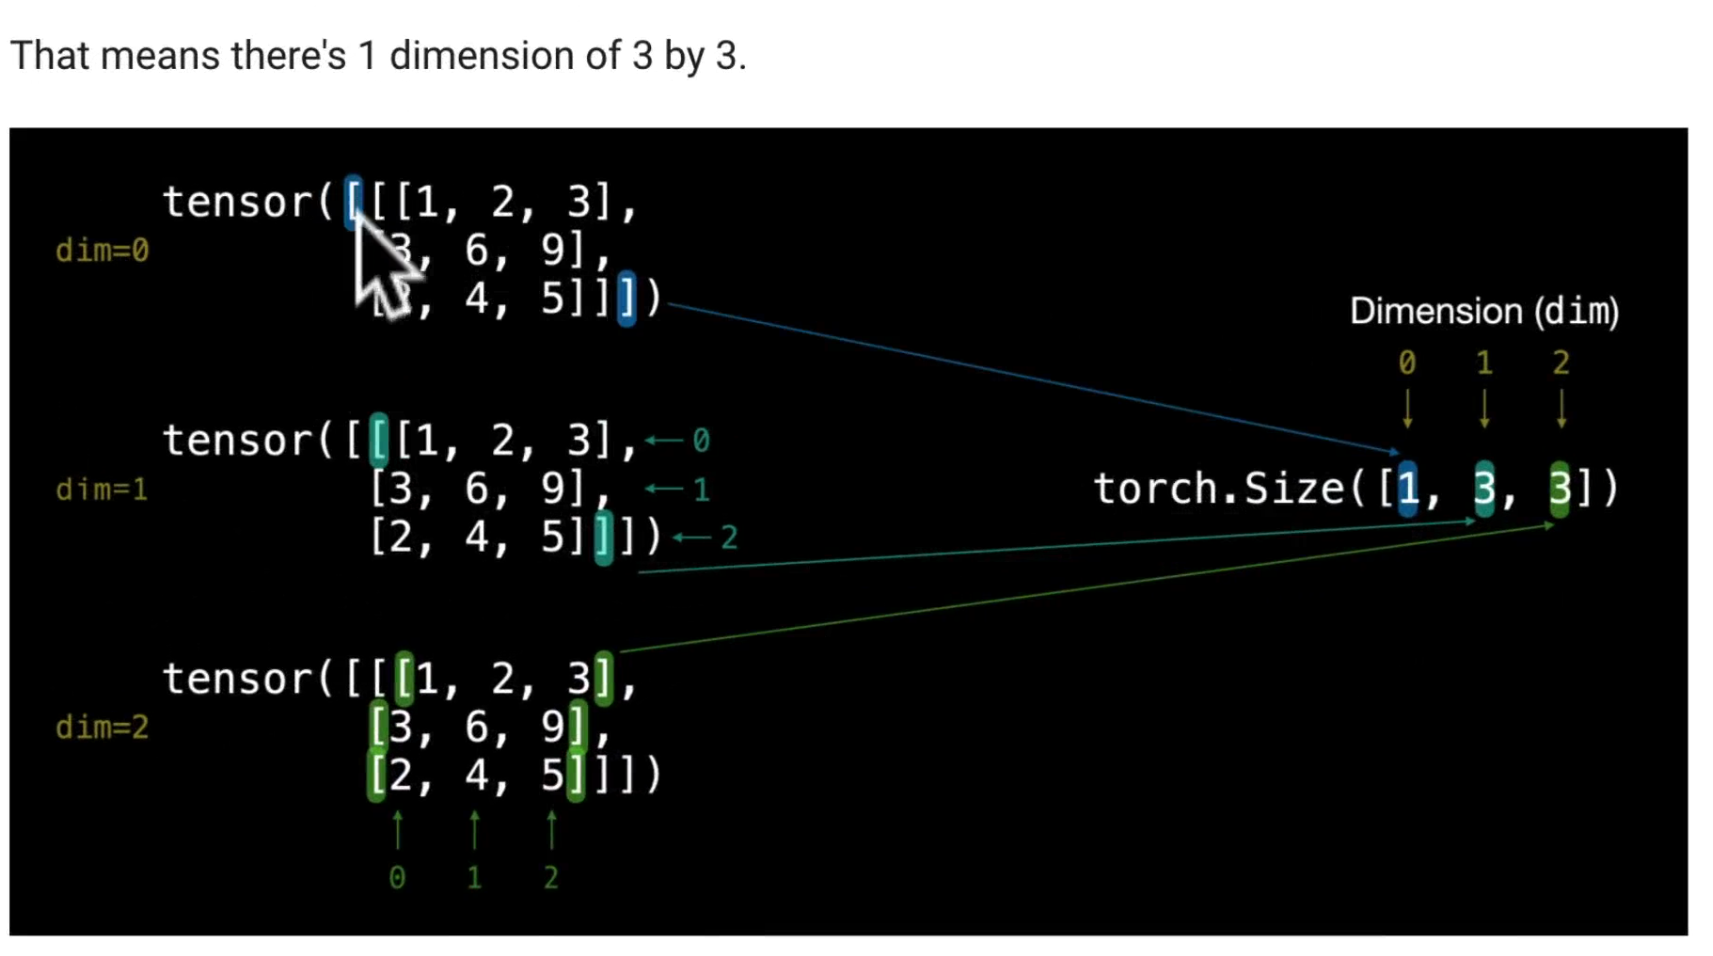 That means there's 1 dimension of 3 by 3.
tensor([[[1, 2, 3],
dim=0 3, 6, 9],
[2, 4, 5]]])
Dimension (dim)
0 1 2
tensor([[[1, 2, 3], ←0
dim=1 [3, 6, 9], ←1
[2, 4, 5]]]) ←2
torch.Size([1, 3, 3])
tensor([[[1, 2, 3],
dim=2 [3, 6, 9],
[2, 4, 5]]])
0 1 2